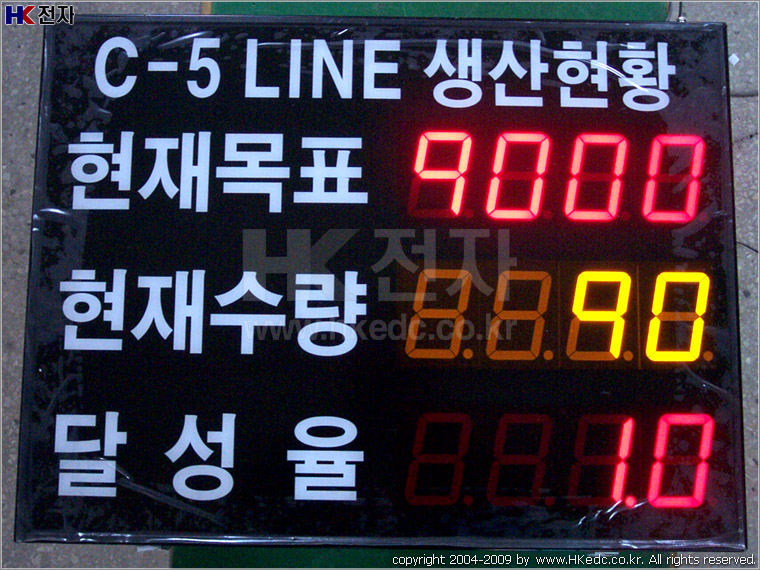 HK전자
C-5 LINE 생산현황
현재목표 9000
현재수량 90
HK전자
www.hkedc.co.kr
달성율 1.0
copyright 2004-2009 by www.HKedc.co.kr. All rights reserved.